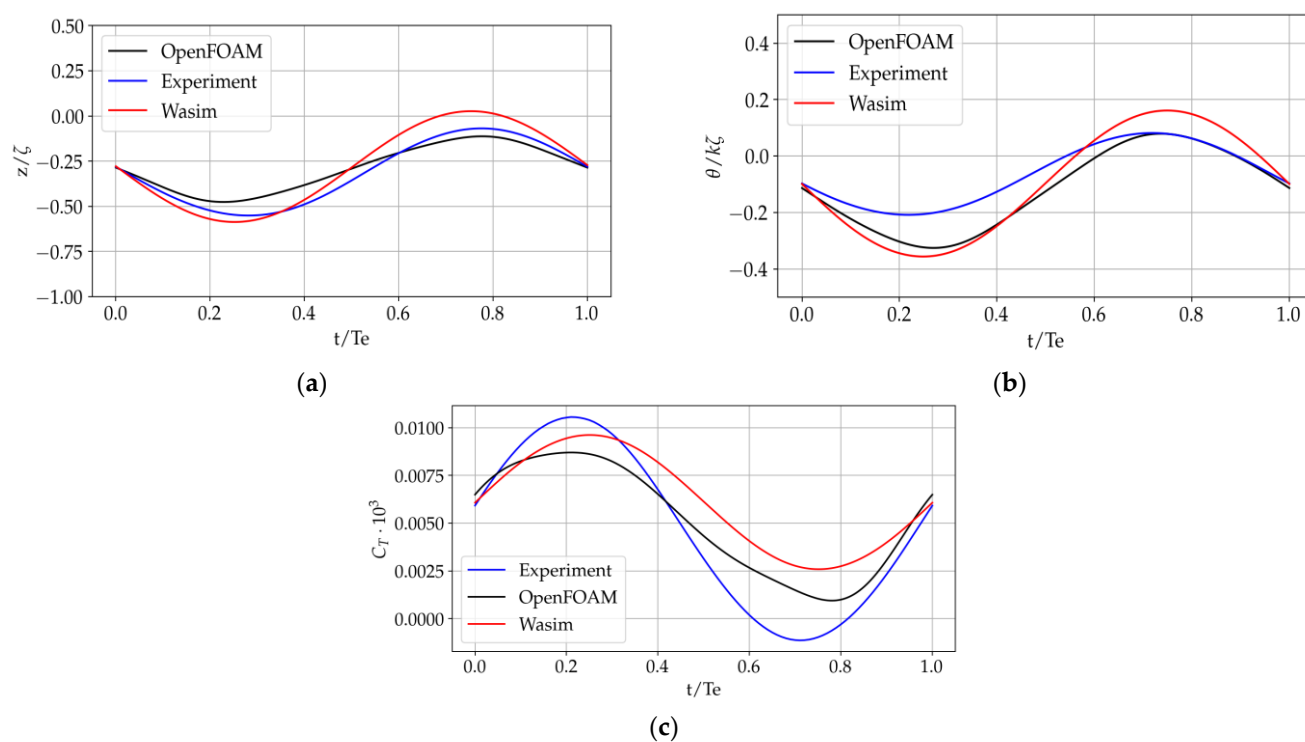 0.50
0.25
0.00
−0.25
−0.50
−0.75
−1.00
z/ζ
OpenFOAM
Experiment
Wasim
0.0 0.2 0.4 0.6 0.8 1.0
t/Te
(a)
0.4
0.2
0.0
−0.2
−0.4
θ/kζ
OpenFOAM
Experiment
Wasim
0.0 0.2 0.4 0.6 0.8 1.0
t/Te
(b)
0.0100
0.0075
0.0050
0.0025
0.0000
C_T · 10³
Experiment
OpenFOAM
Wasim
0.0 0.2 0.4 0.6 0.8 1.0
t/Te
(c)